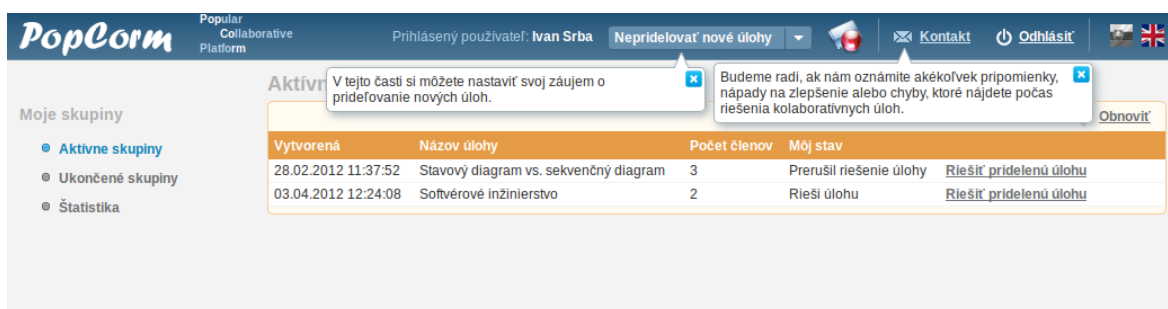 PopCorm
Popular
Collaborative
Platform
Prihlásený používateľ: Ivan Srba
Nepridelovať nové úlohy
Kontakt
Odhlásiť
V tejto časti si môžete nastaviť svoj záujem o
prideľovanie nových úloh.
Budeme radi, ak nám oznámite akékoľvek pripomienky,
nápady na zlepšenie alebo chyby, ktoré nájdete počas
riešenia kolaboratívnych úloh.
Moje skupiny
Aktívne skupiny
Ukončené skupiny
Štatistika
Obnoviť
Vytvorená Názov úlohy Počet členov Môj stav
28.02.2012 11:37:52 Stavový diagram vs. sekvenčný diagram 3 Prerušil riešenie úlohy Riešiť pridelenú úlohu
03.04.2012 12:24:08 Softvérové inžinierstvo 2 Rieši úlohu Riešiť pridelenú úlohu